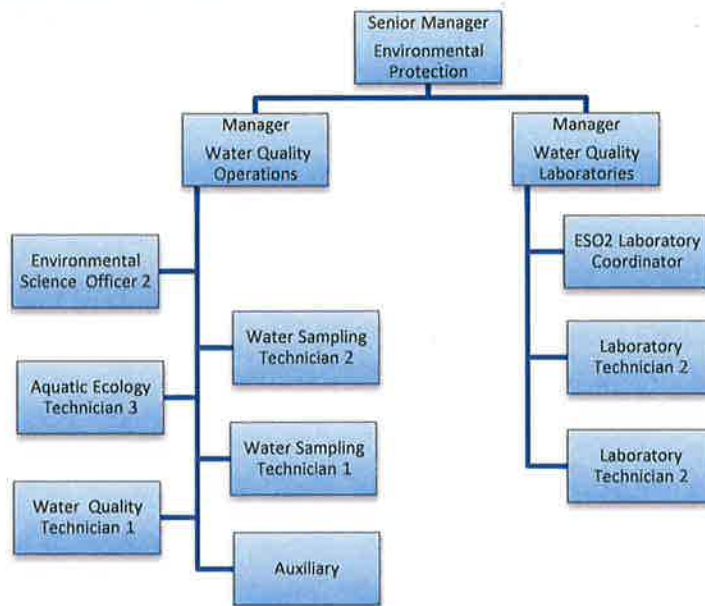 Senior Manager
Environmental
Protection
Manager
Water Quality
Operations
Manager
Water Quality
Laboratories
Environmental
Science Officer 2
Water Sampling
Technician 2
Aquatic Ecology
Technician 3
Water Sampling
Technician 1
Water Quality
Technician 1
Auxiliary
ESO2 Laboratory
Coordinator
Laboratory
Technician 2
Laboratory
Technician 2